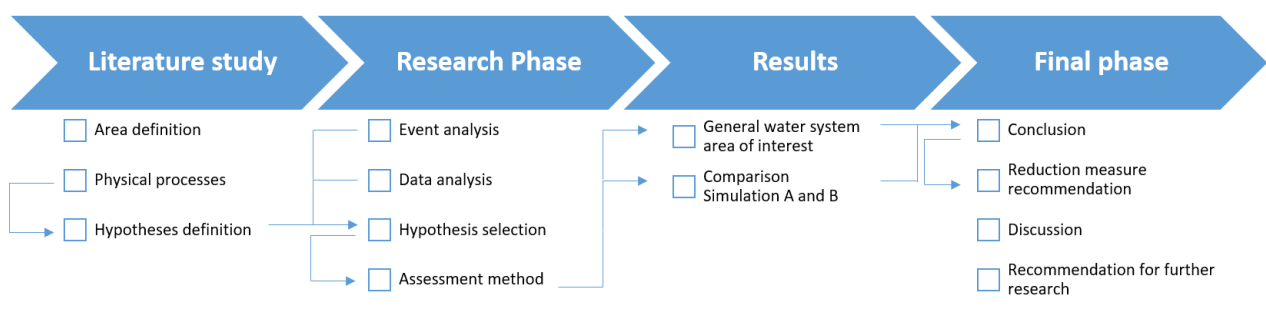 Literature study
Research Phase
Results
Final phase
Area definition
Physical processes
Hypotheses definition
Event analysis
Data analysis
Hypothesis selection
Assessment method
General water system
area of interest
Comparison
Simulation A and B
Conclusion
Reduction measure
recommendation
Discussion
Recommendation for further
research